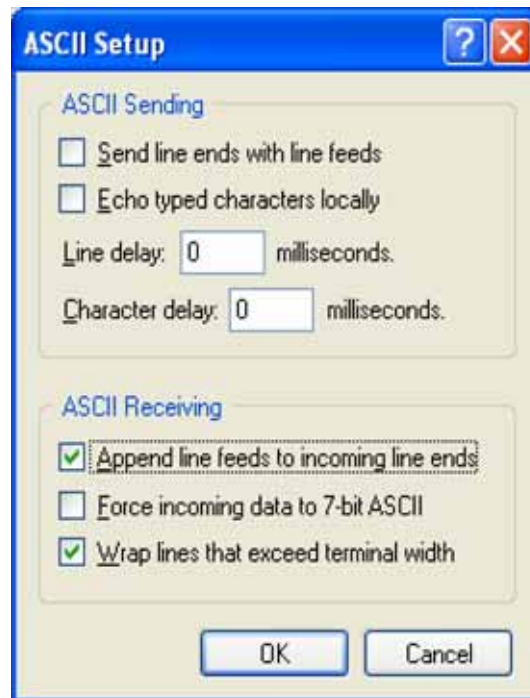 ASCII Setup
ASCII Sending
Send line ends with line feeds
Echo typed characters locally
Line delay: 0 milliseconds.
Character delay: 0 milliseconds.
ASCII Receiving
Append line feeds to incoming line ends
Force incoming data to 7-bit ASCII
Wrap lines that exceed terminal width
OK Cancel